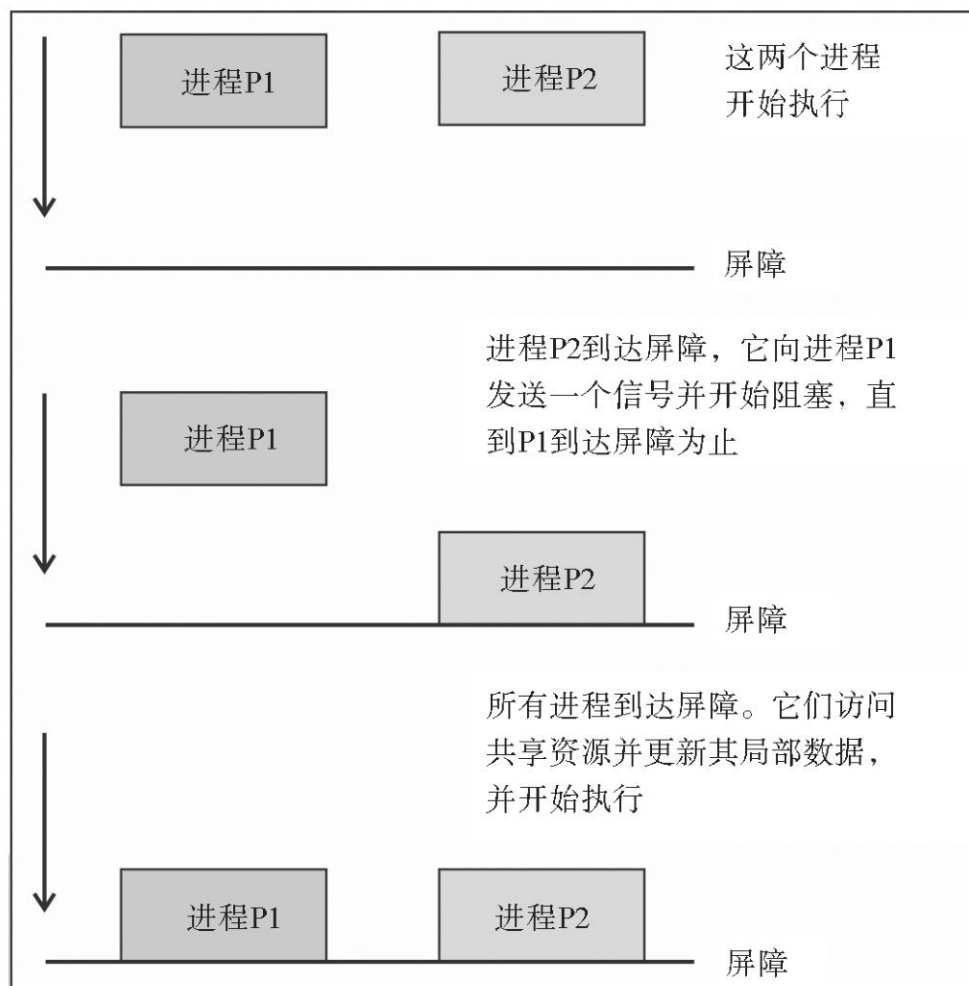 进程P1
进程P2
这两个进程
开始执行
屏障
进程P2到达屏障，它向进程P1
发送一个信号并开始阻塞，直
到P1到达屏障为止
进程P1
进程P2
屏障
所有进程到达屏障。它们访问
共享资源并更新其局部数据，
并开始执行
进程P1
进程P2
屏障